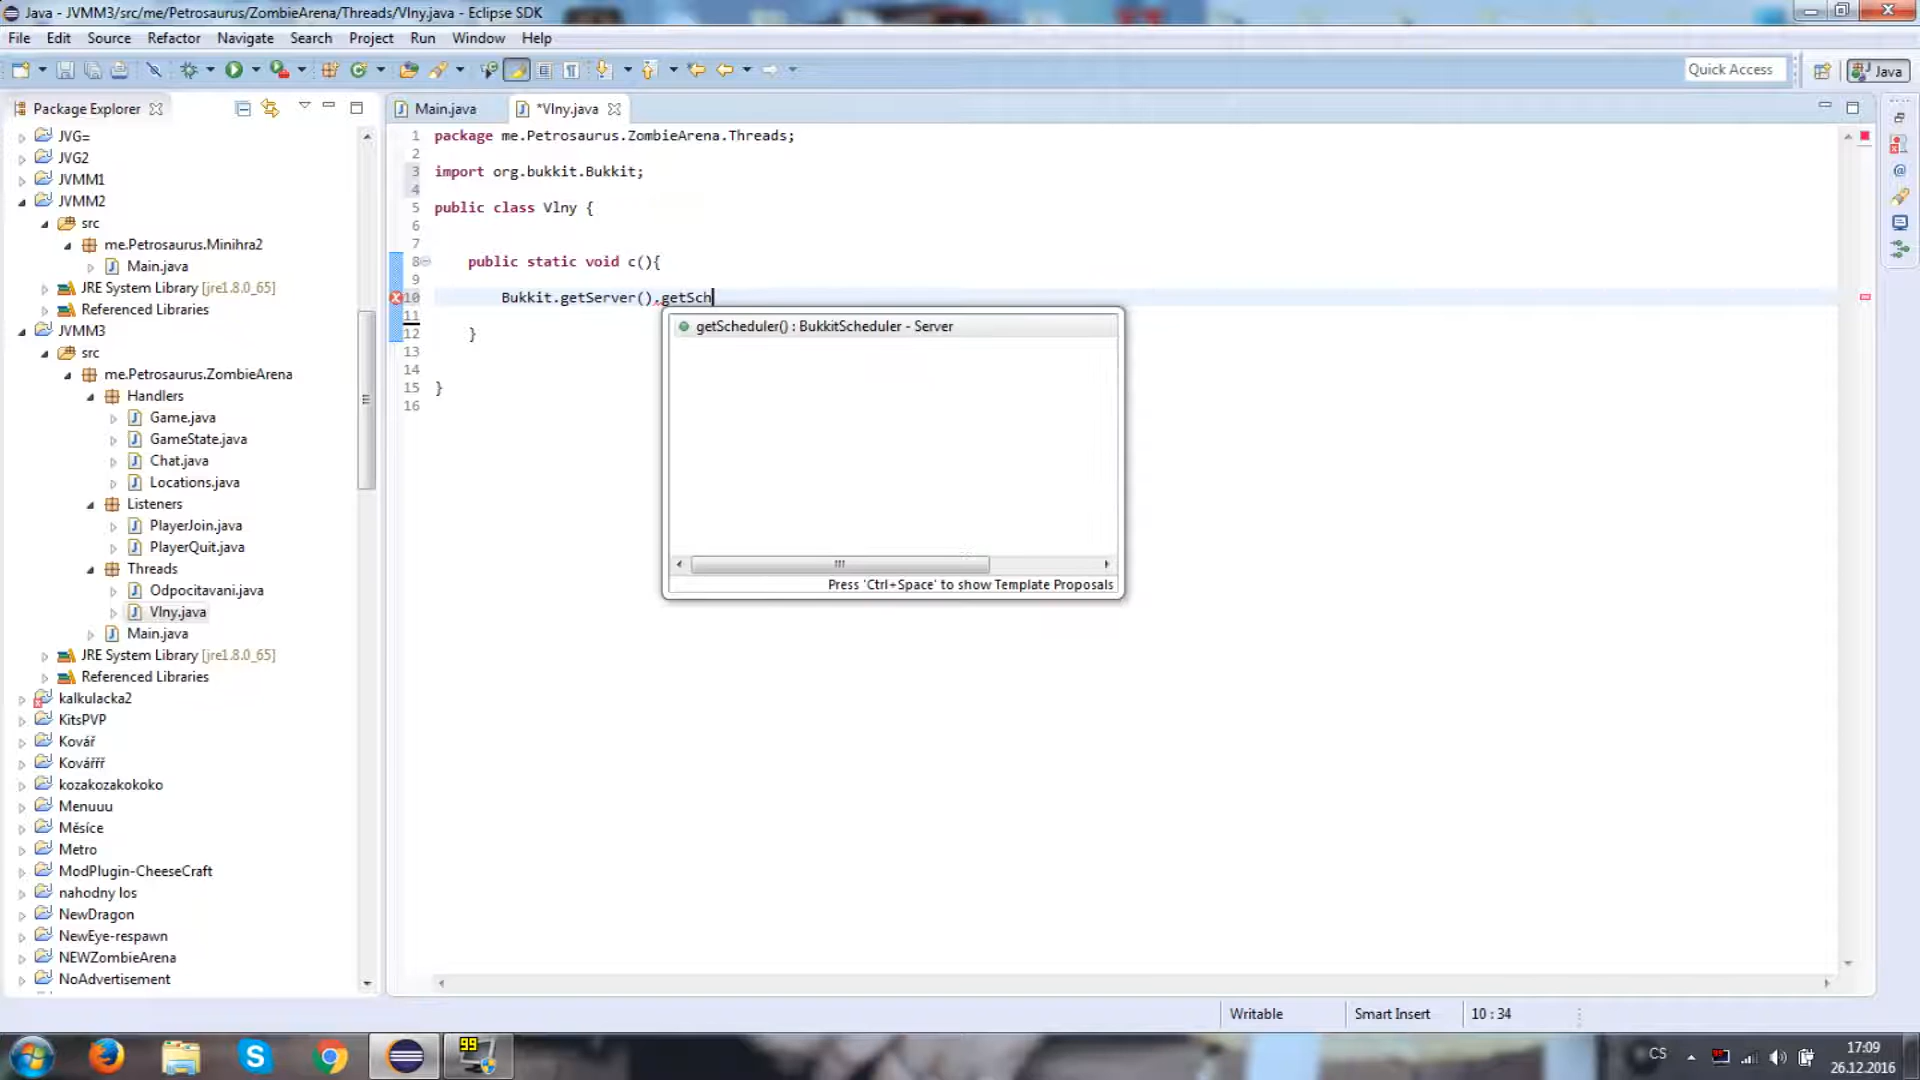 Java - JVMM3/src/me/Petrosaurus/ZombieArena/Threads/Vlny.java - Eclipse SDK
File Edit Source Refactor Navigate Search Project Run Window Help
Quick Access
Java
Package Explorer
JVG=
JVG2
JVMM1
JVMM2
src
me.Petrosaurus.Minihra2
Main.java
JRE System Library [jre1.8.0_65]
Referenced Libraries
JVMM3
src
me.Petrosaurus.ZombieArena
Handlers
Game.java
GameState.java
Chat.java
Locations.java
Listeners
PlayerJoin.java
PlayerQuit.java
Threads
Odpocitavani.java
Vlny.java
Main.java
JRE System Library [jre1.8.0_65]
Referenced Libraries
kalkulacka2
KitsPVP
Kovář
Kovářří
kozakozakokoko
Menuuu
Měsíce
Metro
ModPlugin-CheeseCraft
nahodny los
NewDragon
NewEye-respawn
NEWZombieArena
NoAdvertisement
Main.java
*Vlny.java
1 package me.Petrosaurus.ZombieArena.Threads;
2
3 import org.bukkit.Bukkit;
4
5 public class Vlny {
6
7
8 public static void c(){
9
10 Bukkit.getServer().getSch
11
12 }
13
14
15 }
16
getScheduler() : BukkitScheduler - Server
Press 'Ctrl+Space' to show Template Proposals
Writable Smart Insert 10 : 34
99
CS
17:09
26.12.2016